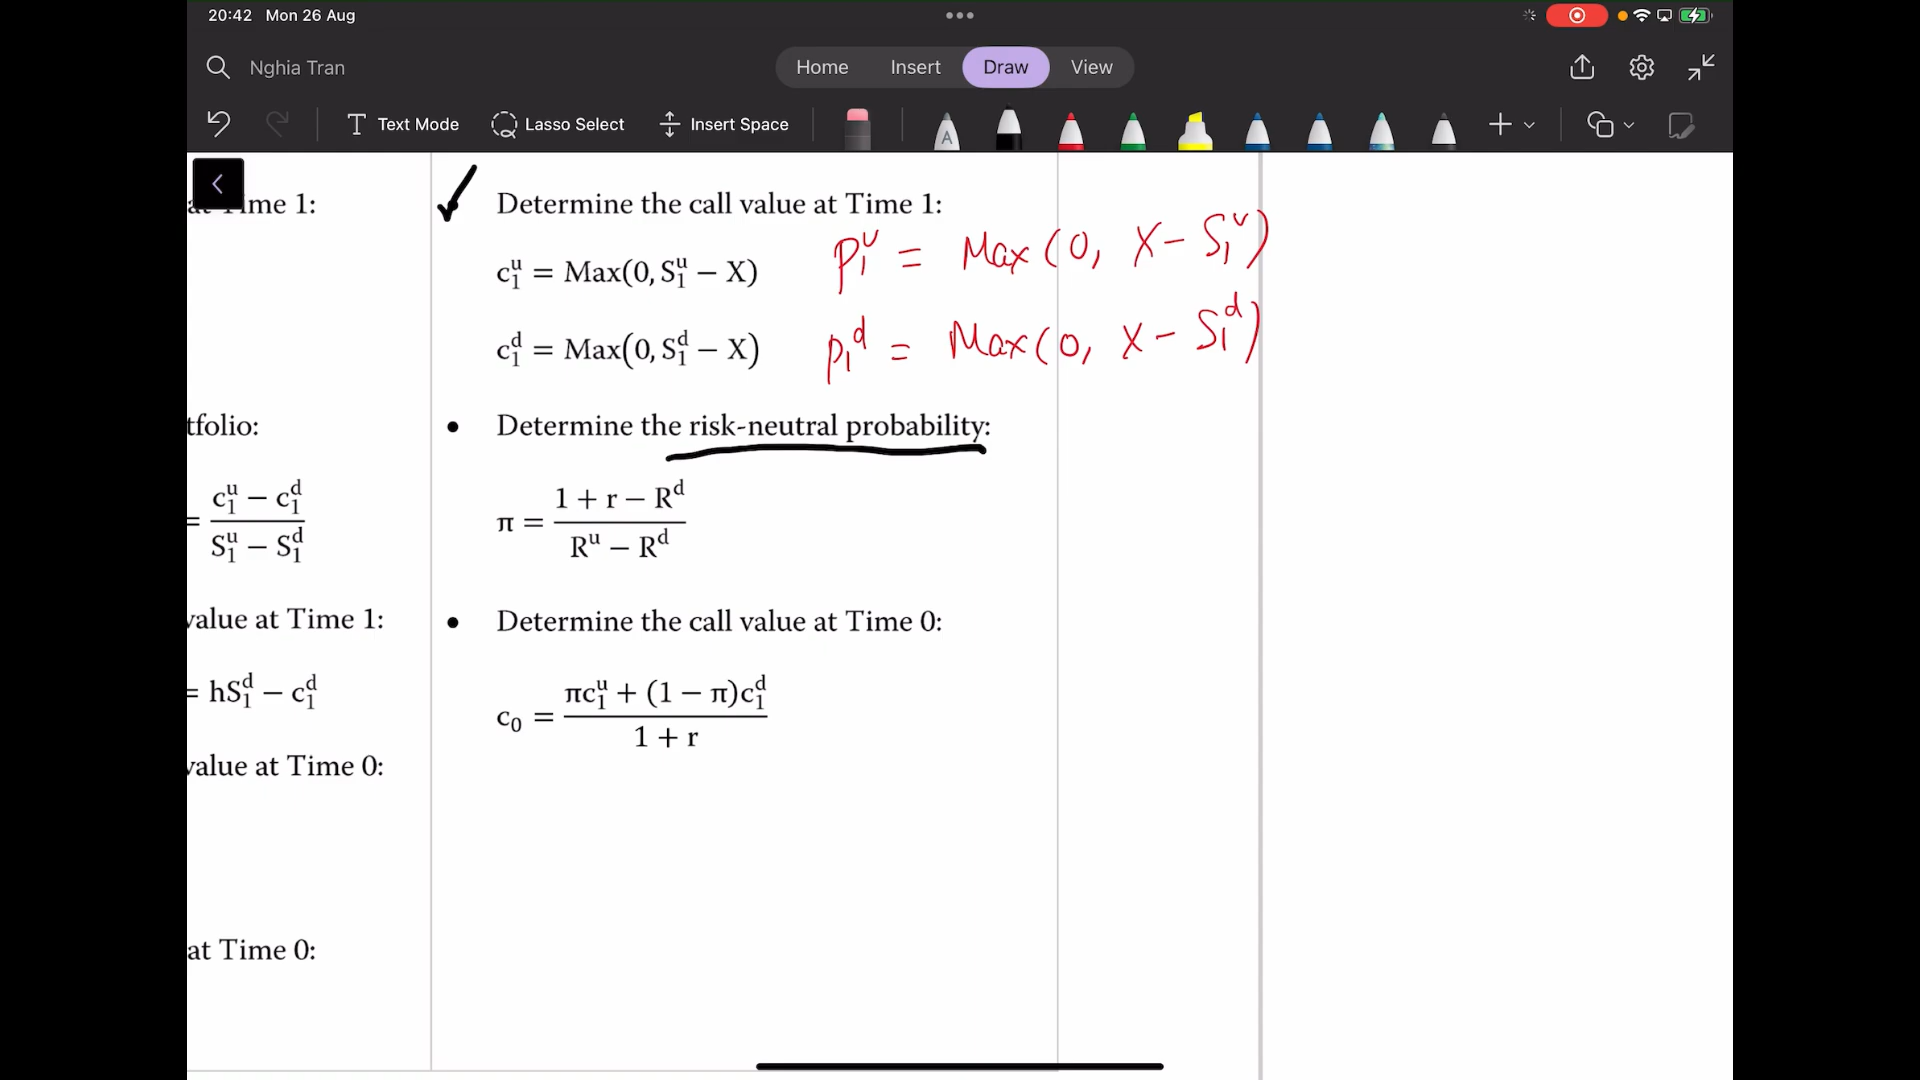 20:42 Mon 26 Aug
Nghia Tran
Home Insert Draw View
Text Mode Lasso Select Insert Space A
at Time 1:
tfolio:
= c₁ᵘ − c₁ᵈ / S₁ᵘ − S₁ᵈ
value at Time 1:
= hS₁ᵈ − c₁ᵈ
value at Time 0:
at Time 0:
Determine the call value at Time 1:
c₁ᵘ = Max(0, S₁ᵘ − X)
P₁ᵘ = Max (0, X − S₁ᵘ)
c₁ᵈ = Max(0, S₁ᵈ − X)
P₁ᵈ = Max (0, X − S₁ᵈ)
• Determine the risk-neutral probability:
π = 1 + r − Rᵈ / Rᵘ − Rᵈ
• Determine the call value at Time 0:
c₀ = πc₁ᵘ + (1 − π)c₁ᵈ / 1 + r